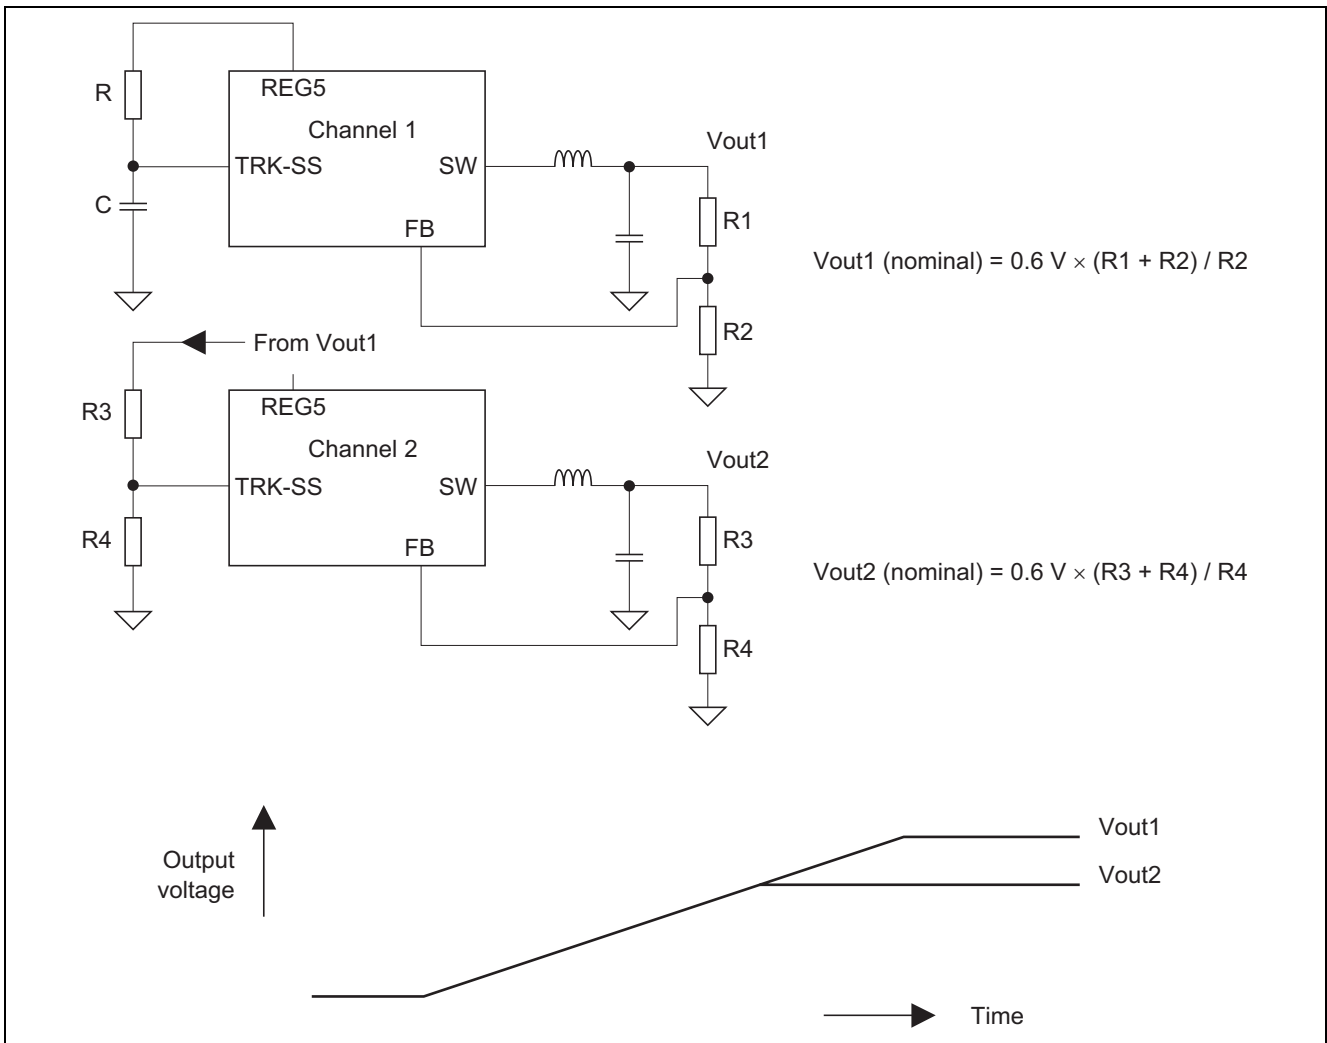 REG5
R
Channel 1
Vout1
TRK-SS
SW
C
R1
FB
Vout1 (nominal) = 0.6 V × (R1 + R2) / R2
R2
From Vout1
REG5
R3
Channel 2
Vout2
TRK-SS
SW
R4
R3
FB
Vout2 (nominal) = 0.6 V × (R3 + R4) / R4
R4
Output
voltage
Vout1
Vout2
Time